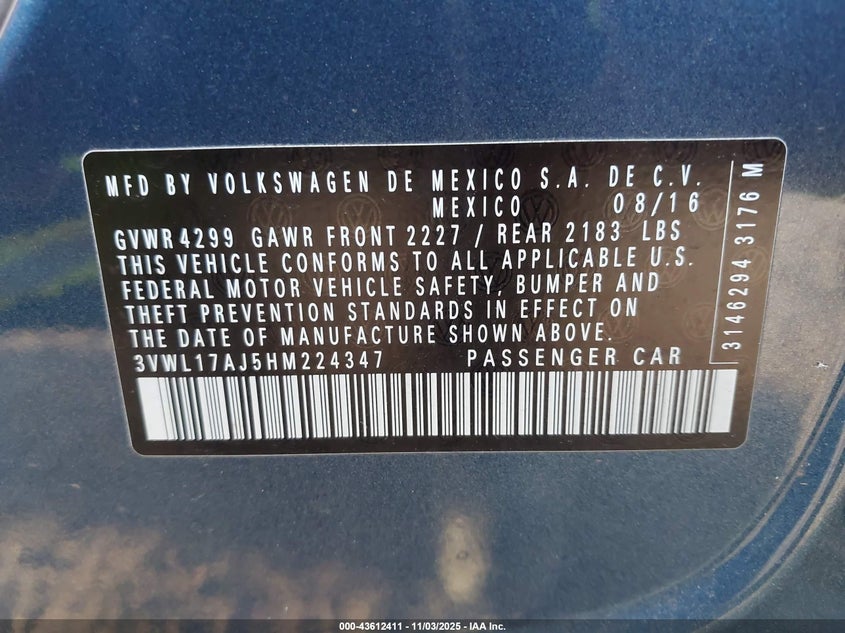 MFD BY VOLKSWAGEN DE MEXICO S.A. DE C.V.
MEXICO 08/16
GVWR 4299 GAWR FRONT 2227 / REAR 2183 LBS
THIS VEHICLE CONFORMS TO ALL APPLICABLE U.S.
FEDERAL MOTOR VEHICLE SAFETY, BUMPER AND
THEFT PREVENTION STANDARDS IN EFFECT ON
THE DATE OF MANUFACTURE SHOWN ABOVE.
3VWL17AJ5HM224347 PASSENGER CAR
3146294 3176 M
000-43612411 - 11/03/2025 - IAA Inc.